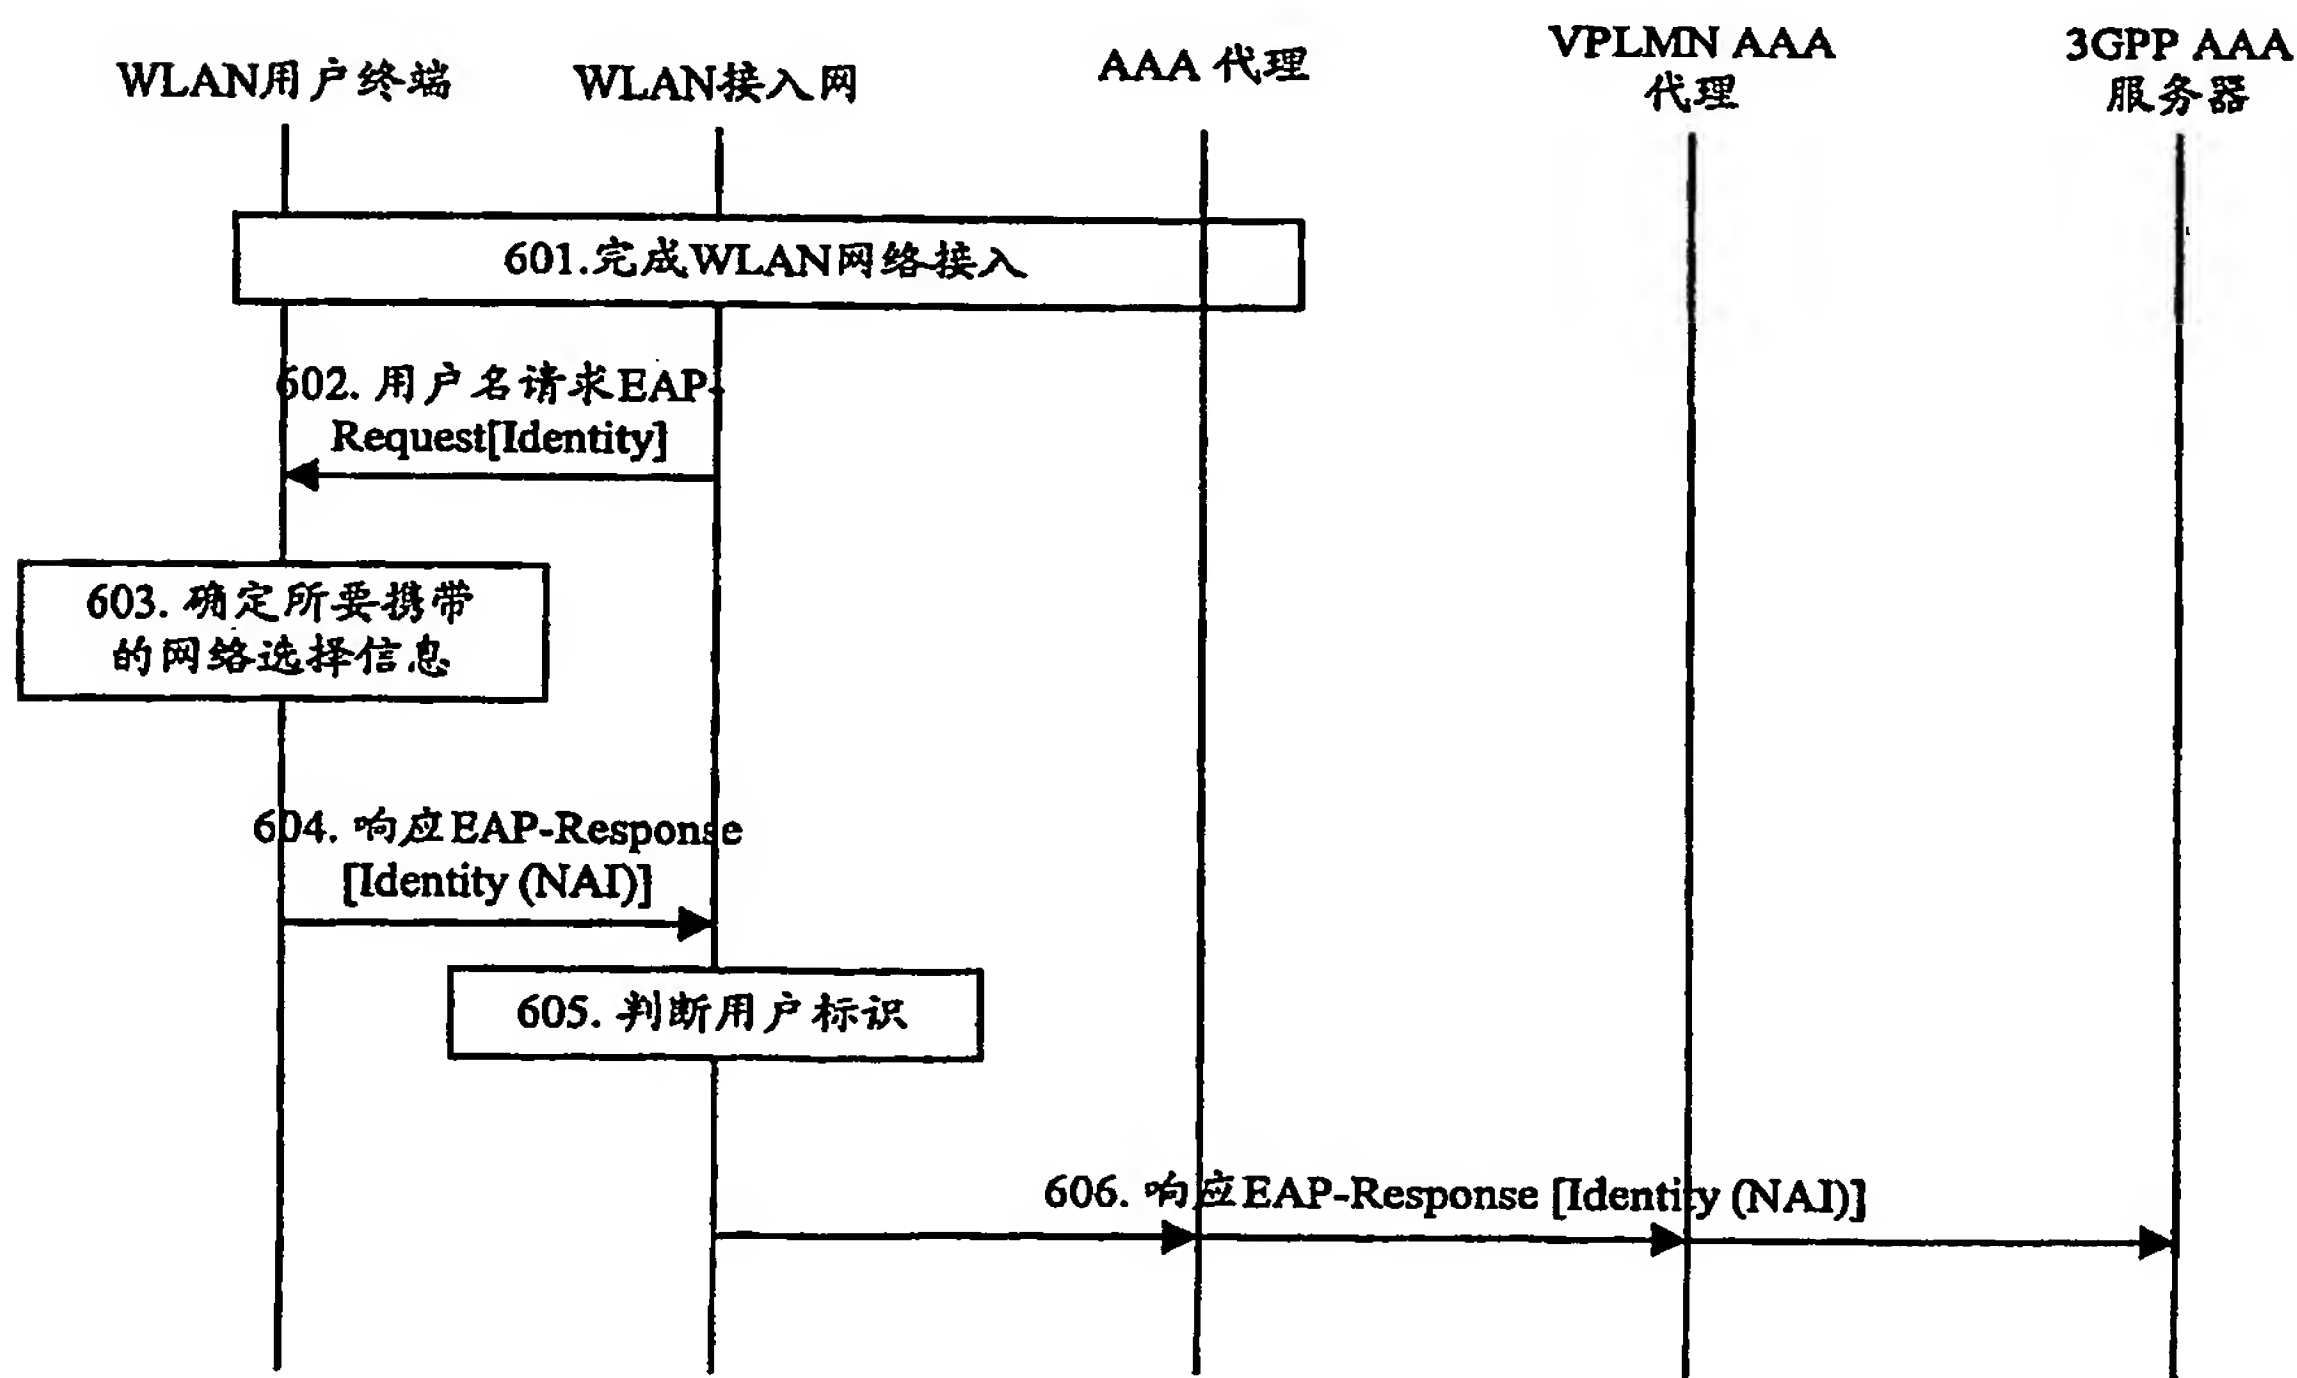 WLAN用户终端
WLAN接入网
AAA 代理
VPLMN AAA
代理
3GPP AAA
服务器
601.完成WLAN网络接入
602. 用户名请求EAP-
Request[Identity]
603. 确定所要携带
的网络选择信息
604. 响应EAP-Response
[Identity (NAI)]
605. 判断用户标识
606. 响应EAP-Response [Identity (NAI)]